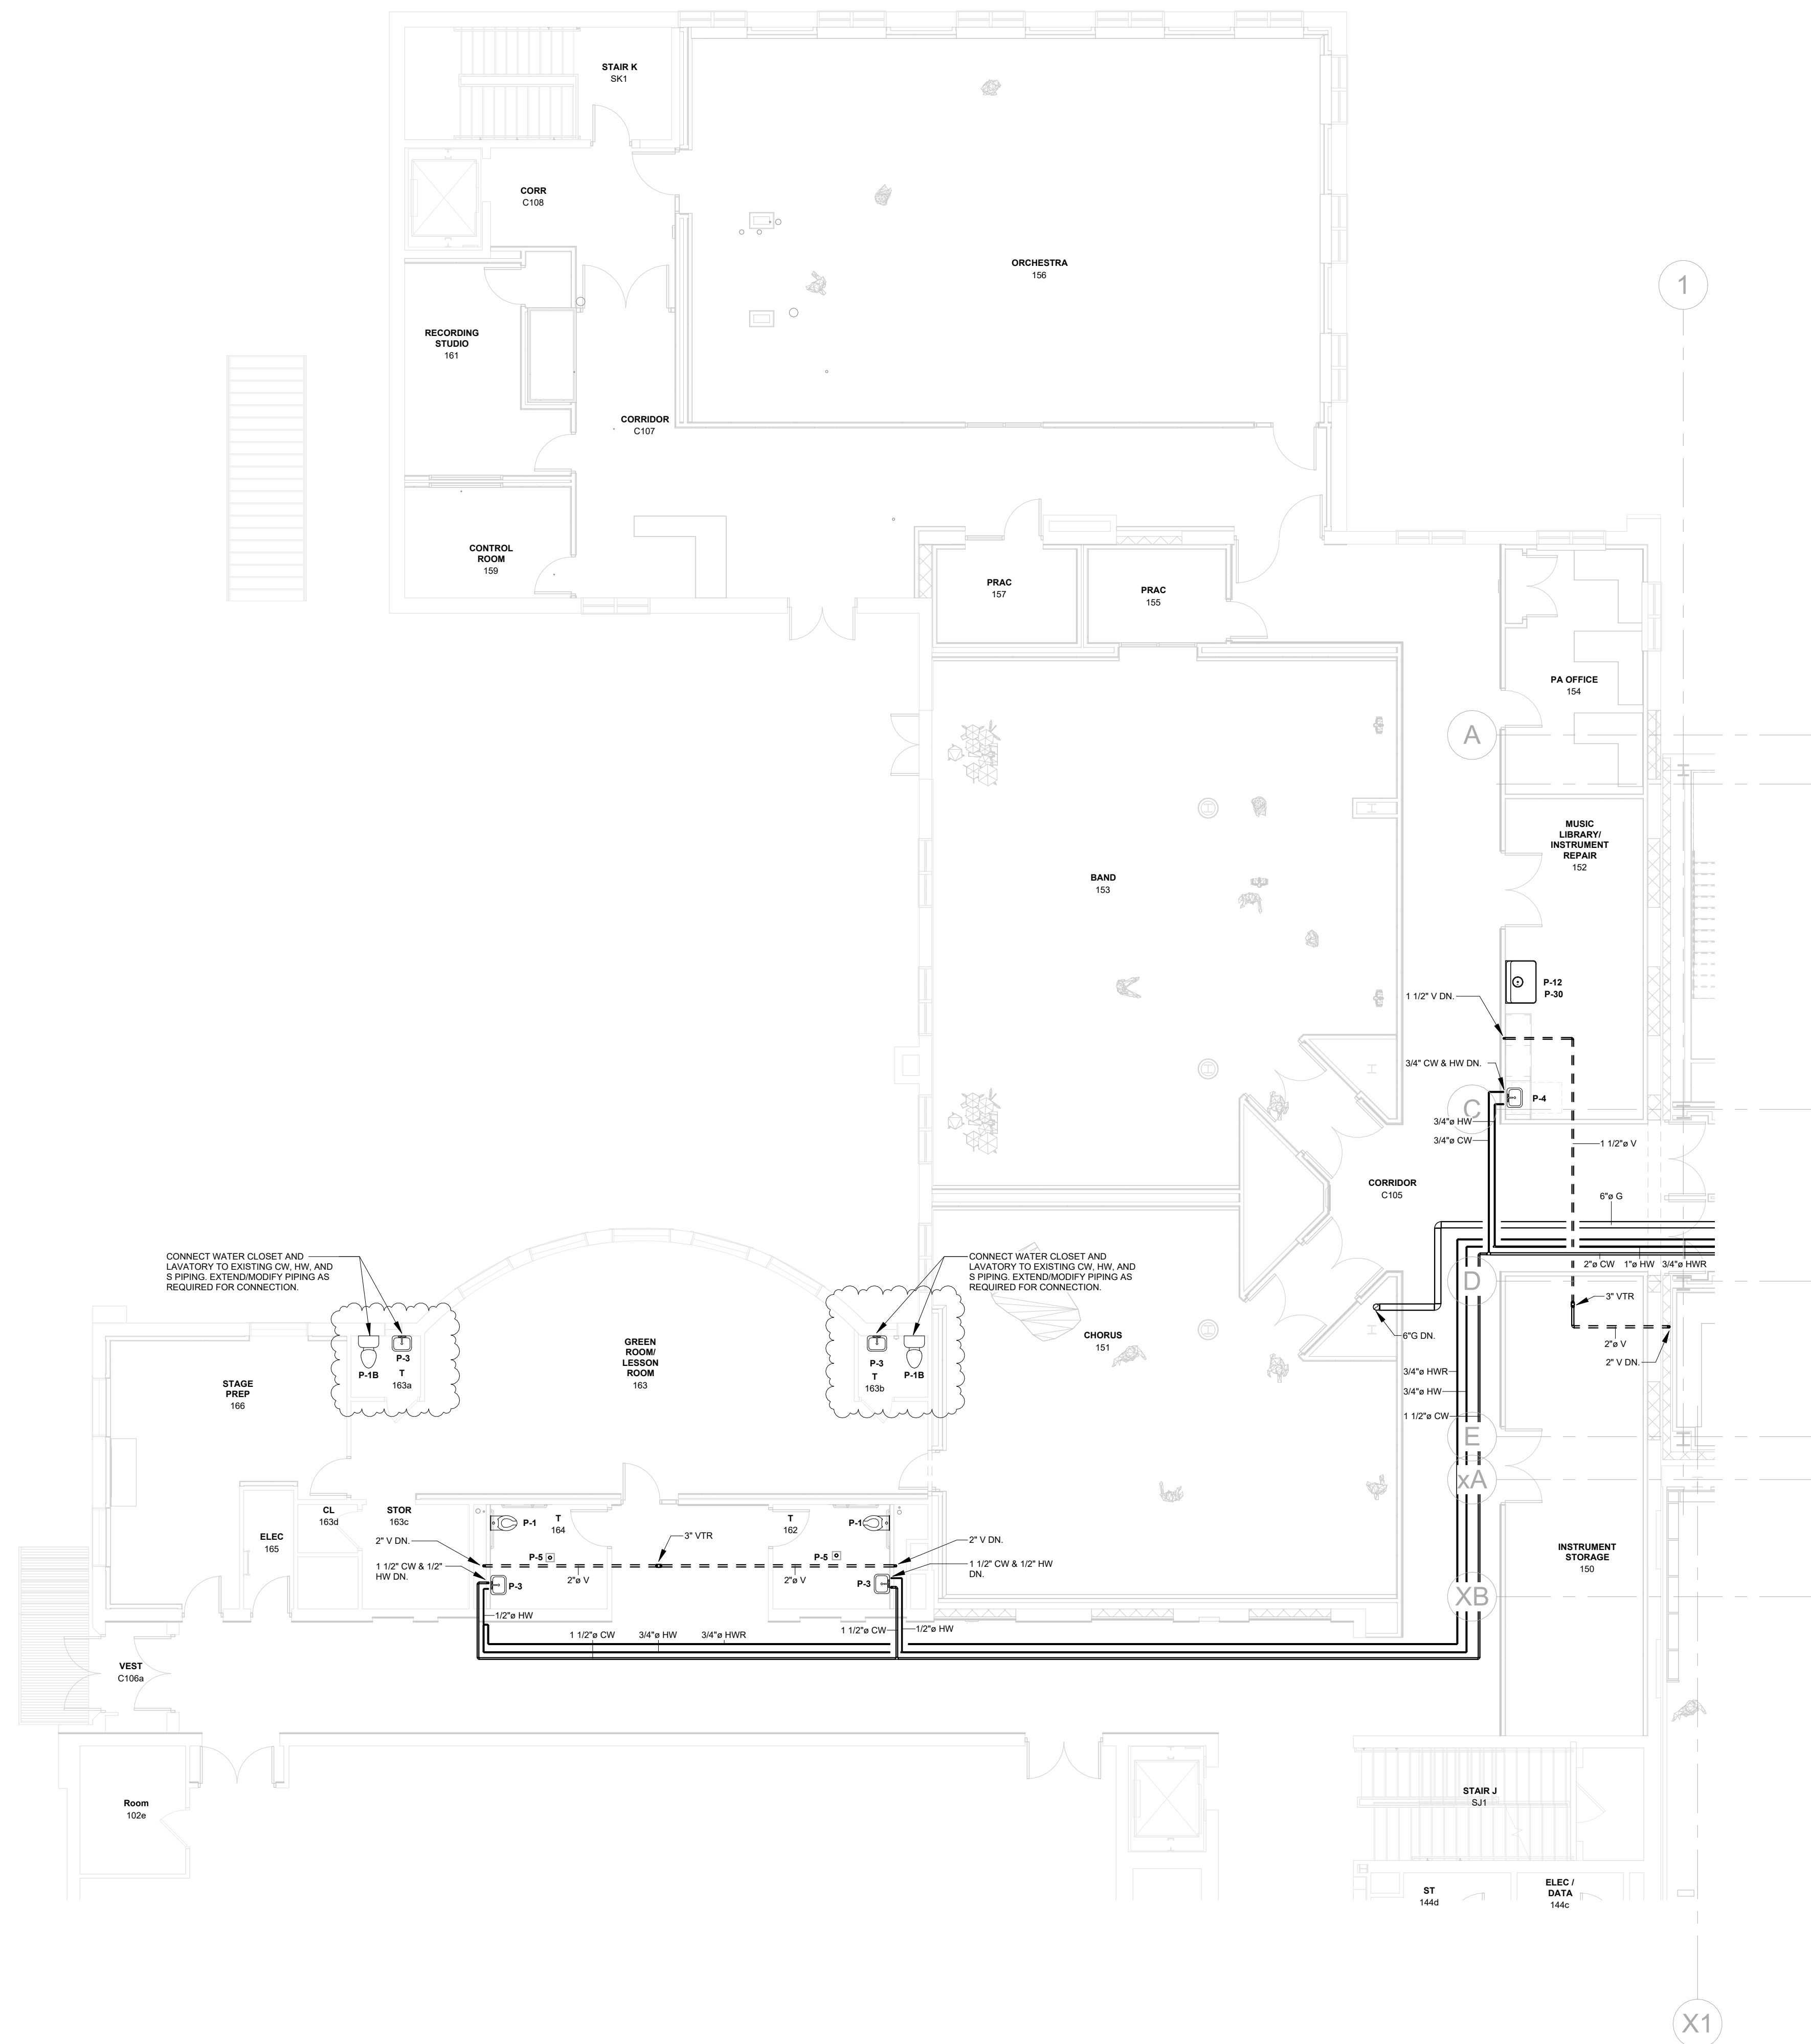 STAIR K
SK1
CORR
C108
ORCHESTRA
156
1
RECORDING
STUDIO
161
CORRIDOR
C107
CONTROL
ROOM
159
PRAC
157
PRAC
155
PA OFFICE
154
A
MUSIC
LIBRARY/
INSTRUMENT
REPAIR
152
BAND
153
P-12
P-30
1 1/2" V DN.
3/4" CW & HW DN.
P-4
C
3/4"ø HW
3/4"ø CW
1 1/2"ø V
CORRIDOR
C105
6"ø G
2"ø CW
1"ø HW
3/4"ø HWR
D
CONNECT WATER CLOSET AND
LAVATORY TO EXISTING CW, HW, AND
S PIPING. EXTEND/MODIFY PIPING AS
REQUIRED FOR CONNECTION.
CONNECT WATER CLOSET AND
LAVATORY TO EXISTING CW, HW, AND
S PIPING. EXTEND/MODIFY PIPING AS
REQUIRED FOR CONNECTION.
3" VTR
6"G DN.
2"ø V
2" V DN.
STAGE
PREP
166
P-1B
P-3
T
163a
GREEN
ROOM/
LESSON
ROOM
163
P-3
T
163b
P-1B
CHORUS
151
3/4"ø HWR
3/4"ø HW
1 1/2"ø CW
E
xA
XB
CL
163d
STOR
163c
ELEC
165
P-1
T
164
T
162
P-1
2" V DN.
3" VTR
2" V DN.
P-5
P-5
1 1/2" CW & 1/2"
HW DN.
P-3
2"ø V
2"ø V
P-3
1 1/2" CW & 1/2" HW
DN.
INSTRUMENT
STORAGE
150
1/2"ø HW
1 1/2"ø CW
3/4"ø HW
3/4"ø HWR
1 1/2"ø CW
1/2"ø HW
VEST
C106a
Room
102e
STAIR J
SJ1
ST
144d
ELEC /
DATA
144c
X1